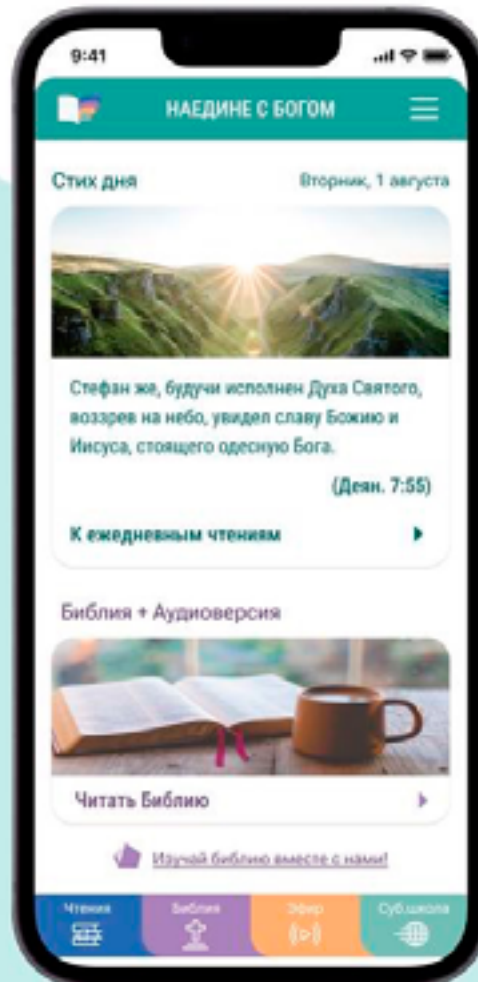 9:41
НАЕДИНЕ С БОГОМ
Стих дня
Вторник, 1 августа
Стефан же, будучи исполнен Духа Святого,
воззрев на небо, увидел славу Божию и
Иисуса, стоящего одесную Бога.
(Деян. 7:55)
К ежедневным чтениям
Библия + Аудиоверсия
Читать Библию
Изучай библию вместе с нами!
Чтения
Библия
Эфир
Суб.школа